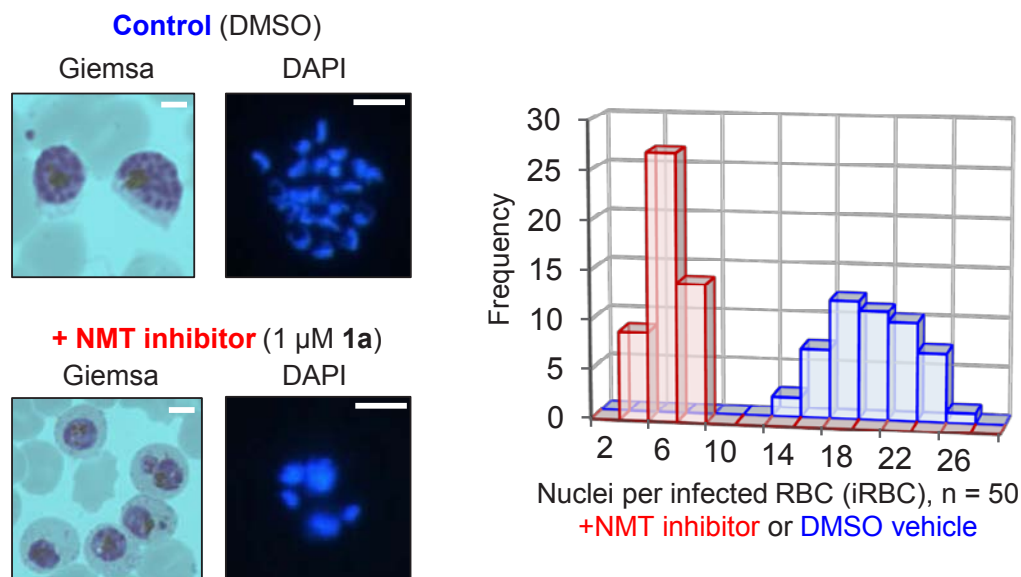 Control (DMSO)
Giemsa DAPI
+ NMT inhibitor (1 µM 1a)
Giemsa DAPI
30
25
20
15
10
5
0
Frequency
2 6 10 14 18 22 26
Nuclei per infected RBC (iRBC), n = 50
+NMT inhibitor or DMSO vehicle